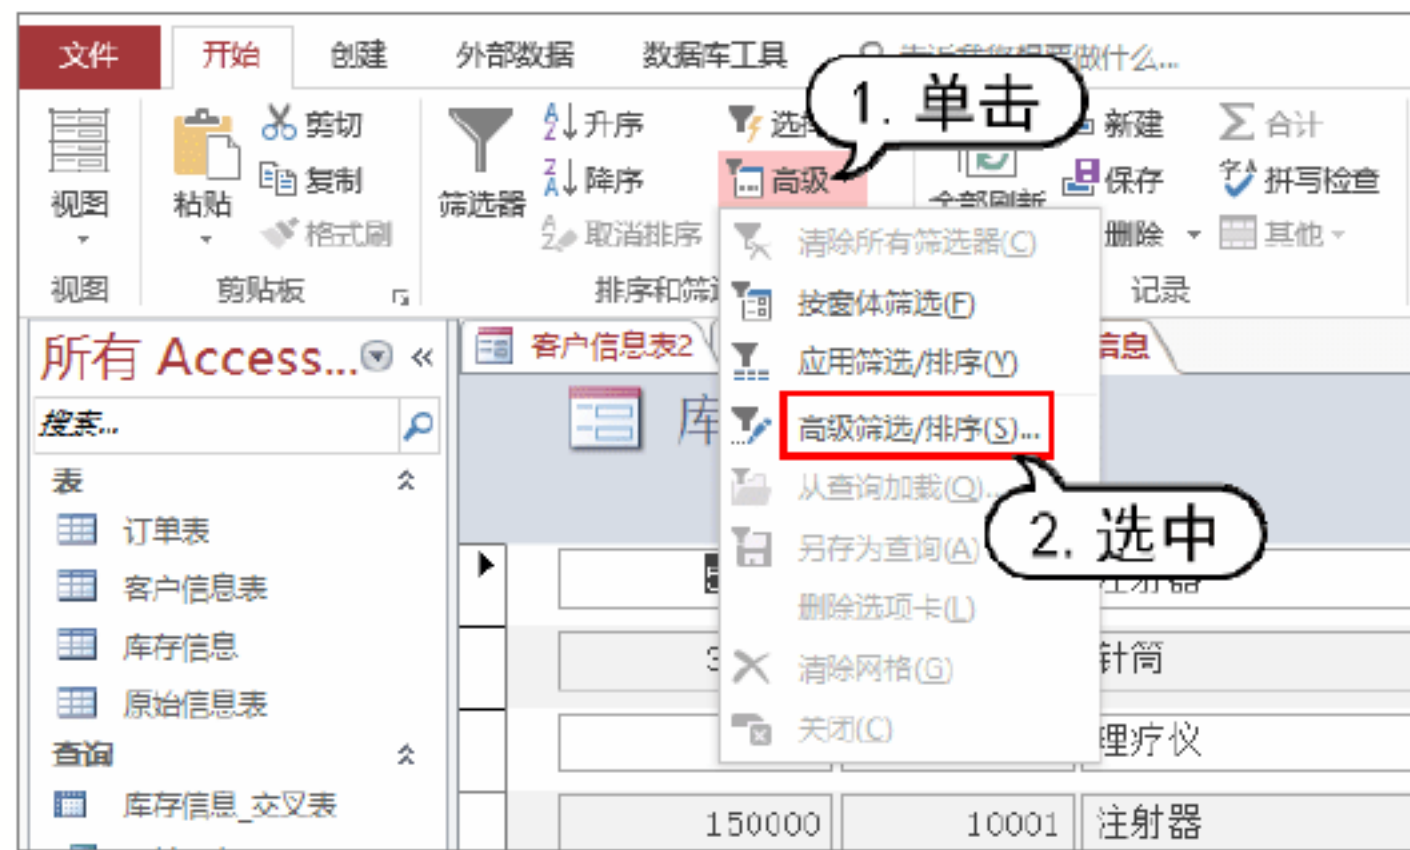 文件 开始 创建 外部数据 数据库工具
1. 单击
剪切 升序 新建 合计
视图 粘贴 复制 筛选器 降序 高级 保存 拼写检查
格式刷 取消排序 删除 其他
视图 剪贴板 排序和筛 记录
清除所有筛选器(C)
按窗体筛选(F)
应用筛选/排序(Y)
高级筛选/排序(S)...
从查询加载(Q)..
另存为查询(A)
删除选项卡(L)
清除网格(G)
关闭(C)
2. 选中
所有 Access... «
搜索...
表
订单表
客户信息表
库存信息
原始信息表
查询
库存信息_交叉表
客户信息表2 信息
库
注射器
针筒
理疗仪
150000 10001 注射器